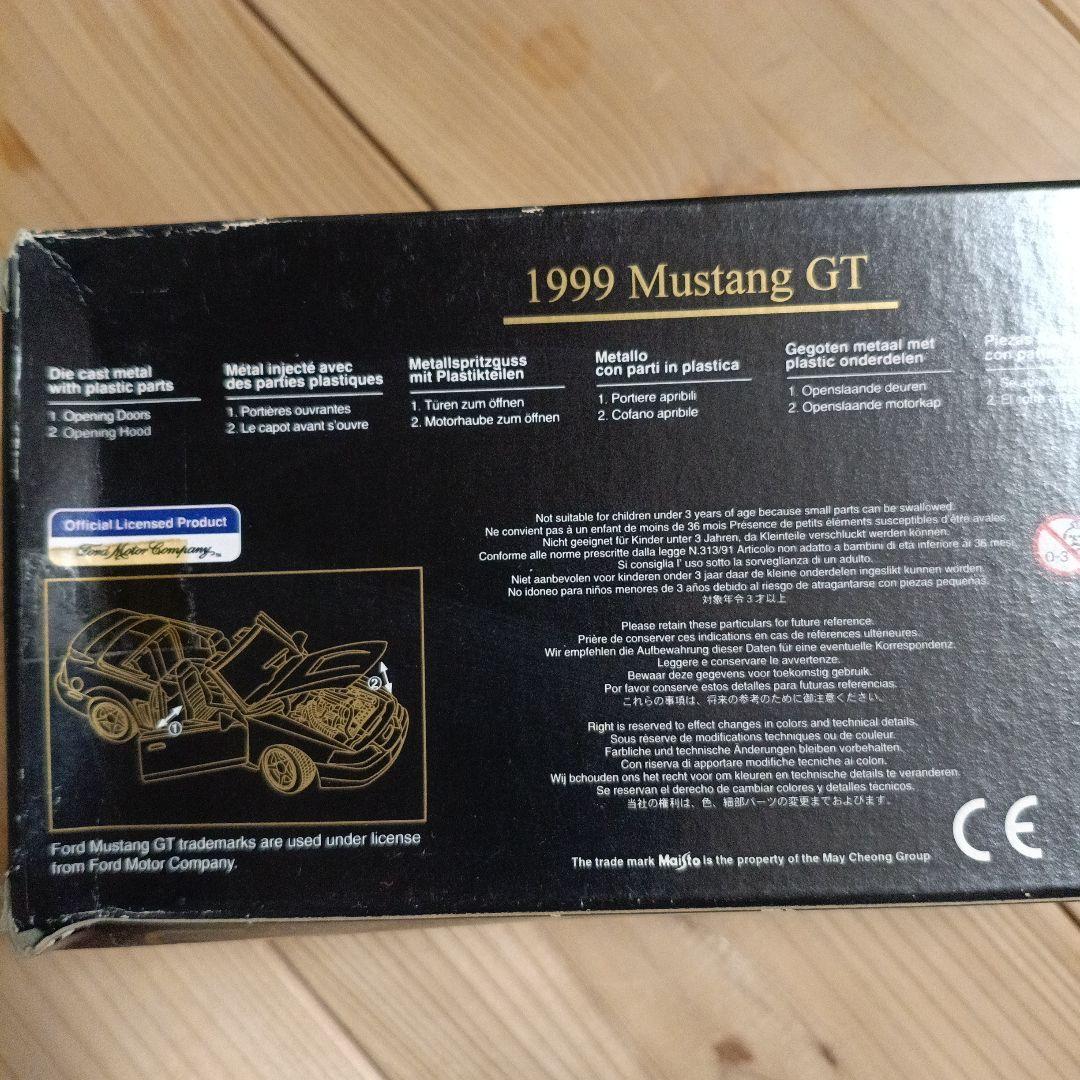 1999 Mustang GT
Die cast metal
with plastic parts
1. Opening Doors
2. Opening Hood
Métal injecté avec
des parties plastiques
1. Portières ouvrantes
2. Le capot avant s'ouvre
Metallspritzguss
mit Plastikteilen
1. Türen zum öffnen
2. Motorhaube zum öffnen
Metallo
con parti in plastica
1. Portiere apribili
2. Cofano apribile
Gegoten metaal met
plastic onderdelen
1. Openslaande deuren
2. Openslaande motorkap
Piezas
con
Official Licensed Product
Ford Motor Company
①
②
Ford Mustang GT trademarks are used under license
from Ford Motor Company.
Not suitable for children under 3 years of age because small parts can be swallowed.
Ne convient pas à un enfant de moins de 36 mois Présence de petits éléments susceptibles d'être avales.
Nicht geeignet für Kinder unter 3 Jahren, da Kleinteile verschluckt werden können.
Conforme alle norme prescritte dalla legge N.313/91 Articolo non adatto a bambini di eta inferiore ai 36 mesi.
Si consiglia l' uso sotto la sorveglianza di un adulto.
Niet aanbevolen voor kinderen onder 3 jaar daar de kleine onderdelen ingeslikt kunnen worden.
No idoneo para niños menores de 3 años debido al riesgo de atragantarse con piezas pequeñas.
対象年令3才以上
0-3
Please retain these particulars for future reference.
Prière de conserver ces indications en cas de références ultérieures.
Wir empfehlen die Aufbewahrung dieser Daten für eine eventuelle Korrespondenz.
Leggere e conservare le avvertenze.
Bewaar deze gegevens voor toekomstig gebruik.
Por favor conserve estos detalles para futuras referencias.
これらの事項は、将来の参考のために御注意ください。
Right is reserved to effect changes in colors and technical details.
Sous réserve de modifications techniques ou de couleur.
Farbliche und technische Änderungen bleiben vorbehalten.
Con riserva di apportare modifiche tecniche ai colori.
Wij bchouden ons het recht voor om kleuren en technische details te veranderen.
Se reservan el derecho de cambiar colores y detalles tecnicos.
当社の権利は、色、細部パーツの変更までおよびます。
The trade mark Maisto is the property of the May Cheong Group
CE